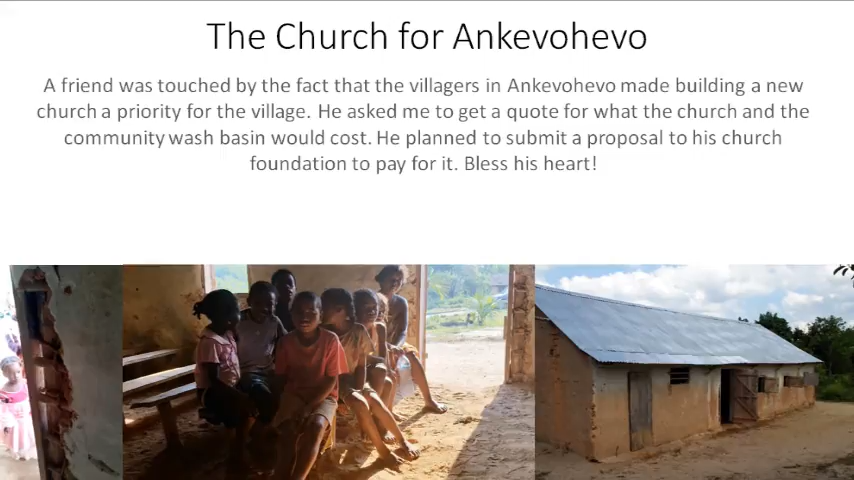 The Church for Ankevohevo
A friend was touched by the fact that the villagers in Ankevohevo made building a new
church a priority for the village. He asked me to get a quote for what the church and the
community wash basin would cost. He planned to submit a proposal to his church
foundation to pay for it. Bless his heart!